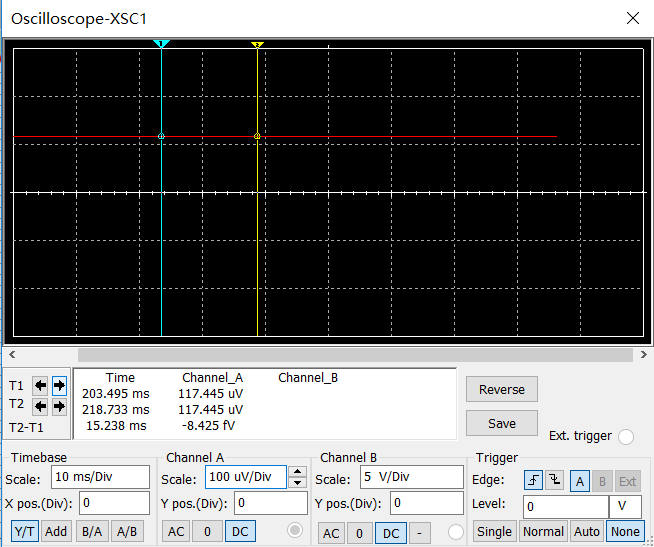 Oscilloscope-XSC1
1 2
T1
T2
T2-T1
Time Channel_A Channel_B
203.495 ms 117.445 uV
218.733 ms 117.445 uV
15.238 ms -8.425 fV
Reverse
Save
Ext. trigger
Timebase
Scale: 10 ms/Div
X pos.(Div): 0
Y/T Add B/A A/B
Channel A
Scale: 100 uV/Div
Y pos.(Div): 0
AC 0 DC
Channel B
Scale: 5 V/Div
Y pos.(Div): 0
AC 0 DC -
Trigger
Edge: A B Ext
Level: 0 V
Single Normal Auto None